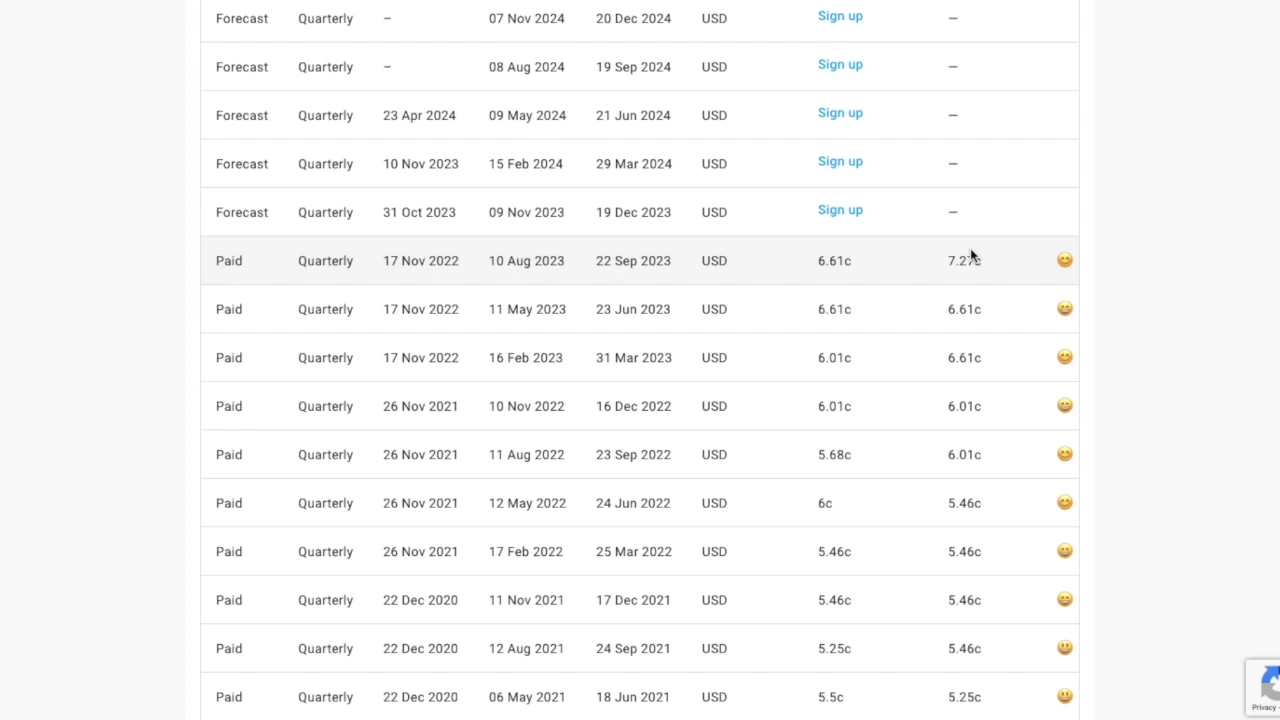 Forecast Quarterly – 07 Nov 2024 20 Dec 2024 USD Sign up –
Forecast Quarterly – 08 Aug 2024 19 Sep 2024 USD Sign up –
Forecast Quarterly 23 Apr 2024 09 May 2024 21 Jun 2024 USD Sign up –
Forecast Quarterly 10 Nov 2023 15 Feb 2024 29 Mar 2024 USD Sign up –
Forecast Quarterly 31 Oct 2023 09 Nov 2023 19 Dec 2023 USD Sign up –
Paid Quarterly 17 Nov 2022 10 Aug 2023 22 Sep 2023 USD 6.61c 7.27c
Paid Quarterly 17 Nov 2022 11 May 2023 23 Jun 2023 USD 6.61c 6.61c
Paid Quarterly 17 Nov 2022 16 Feb 2023 31 Mar 2023 USD 6.01c 6.61c
Paid Quarterly 26 Nov 2021 10 Nov 2022 16 Dec 2022 USD 6.01c 6.01c
Paid Quarterly 26 Nov 2021 11 Aug 2022 23 Sep 2022 USD 5.68c 6.01c
Paid Quarterly 26 Nov 2021 12 May 2022 24 Jun 2022 USD 6c 5.46c
Paid Quarterly 26 Nov 2021 17 Feb 2022 25 Mar 2022 USD 5.46c 5.46c
Paid Quarterly 22 Dec 2020 11 Nov 2021 17 Dec 2021 USD 5.46c 5.46c
Paid Quarterly 22 Dec 2020 12 Aug 2021 24 Sep 2021 USD 5.25c 5.46c
Paid Quarterly 22 Dec 2020 06 May 2021 18 Jun 2021 USD 5.5c 5.25c
Privacy -